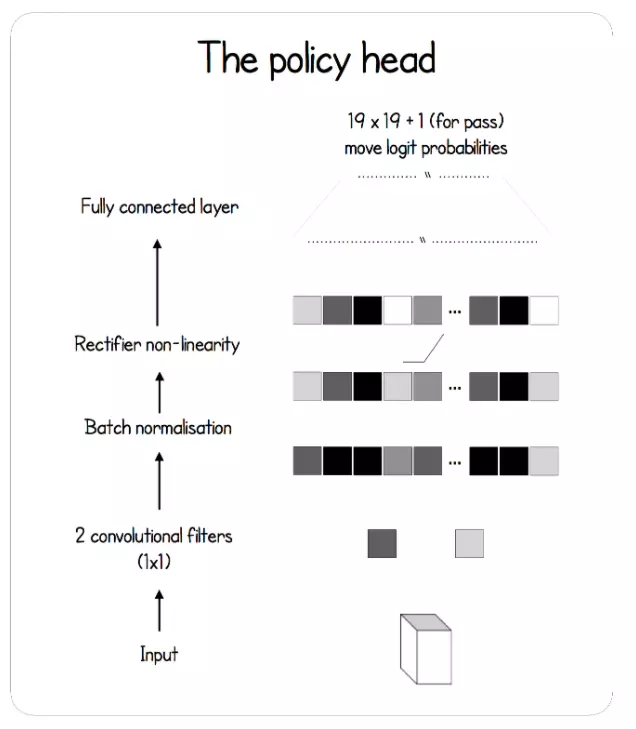 The policy head
19 x 19 + 1 (for pass)
move logit probabilities
Fully connected layer
Rectifier non-linearity
Batch normalisation
2 convolutional filters
(1x1)
Input